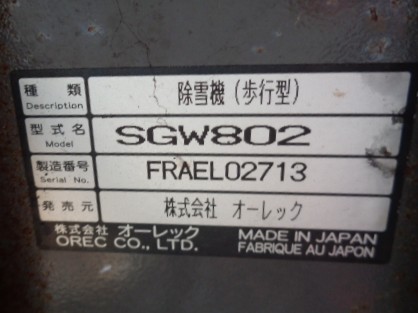 種類 除雪機(歩行型)
Description
型式名 SGW802
Model
製造番号 FRAEL02713
Serial No.
発売元 株式会社 オーレック
株式会社 オーレック MADE IN JAPAN
OREC CO., LTD. FABRIQUE AU JAPON